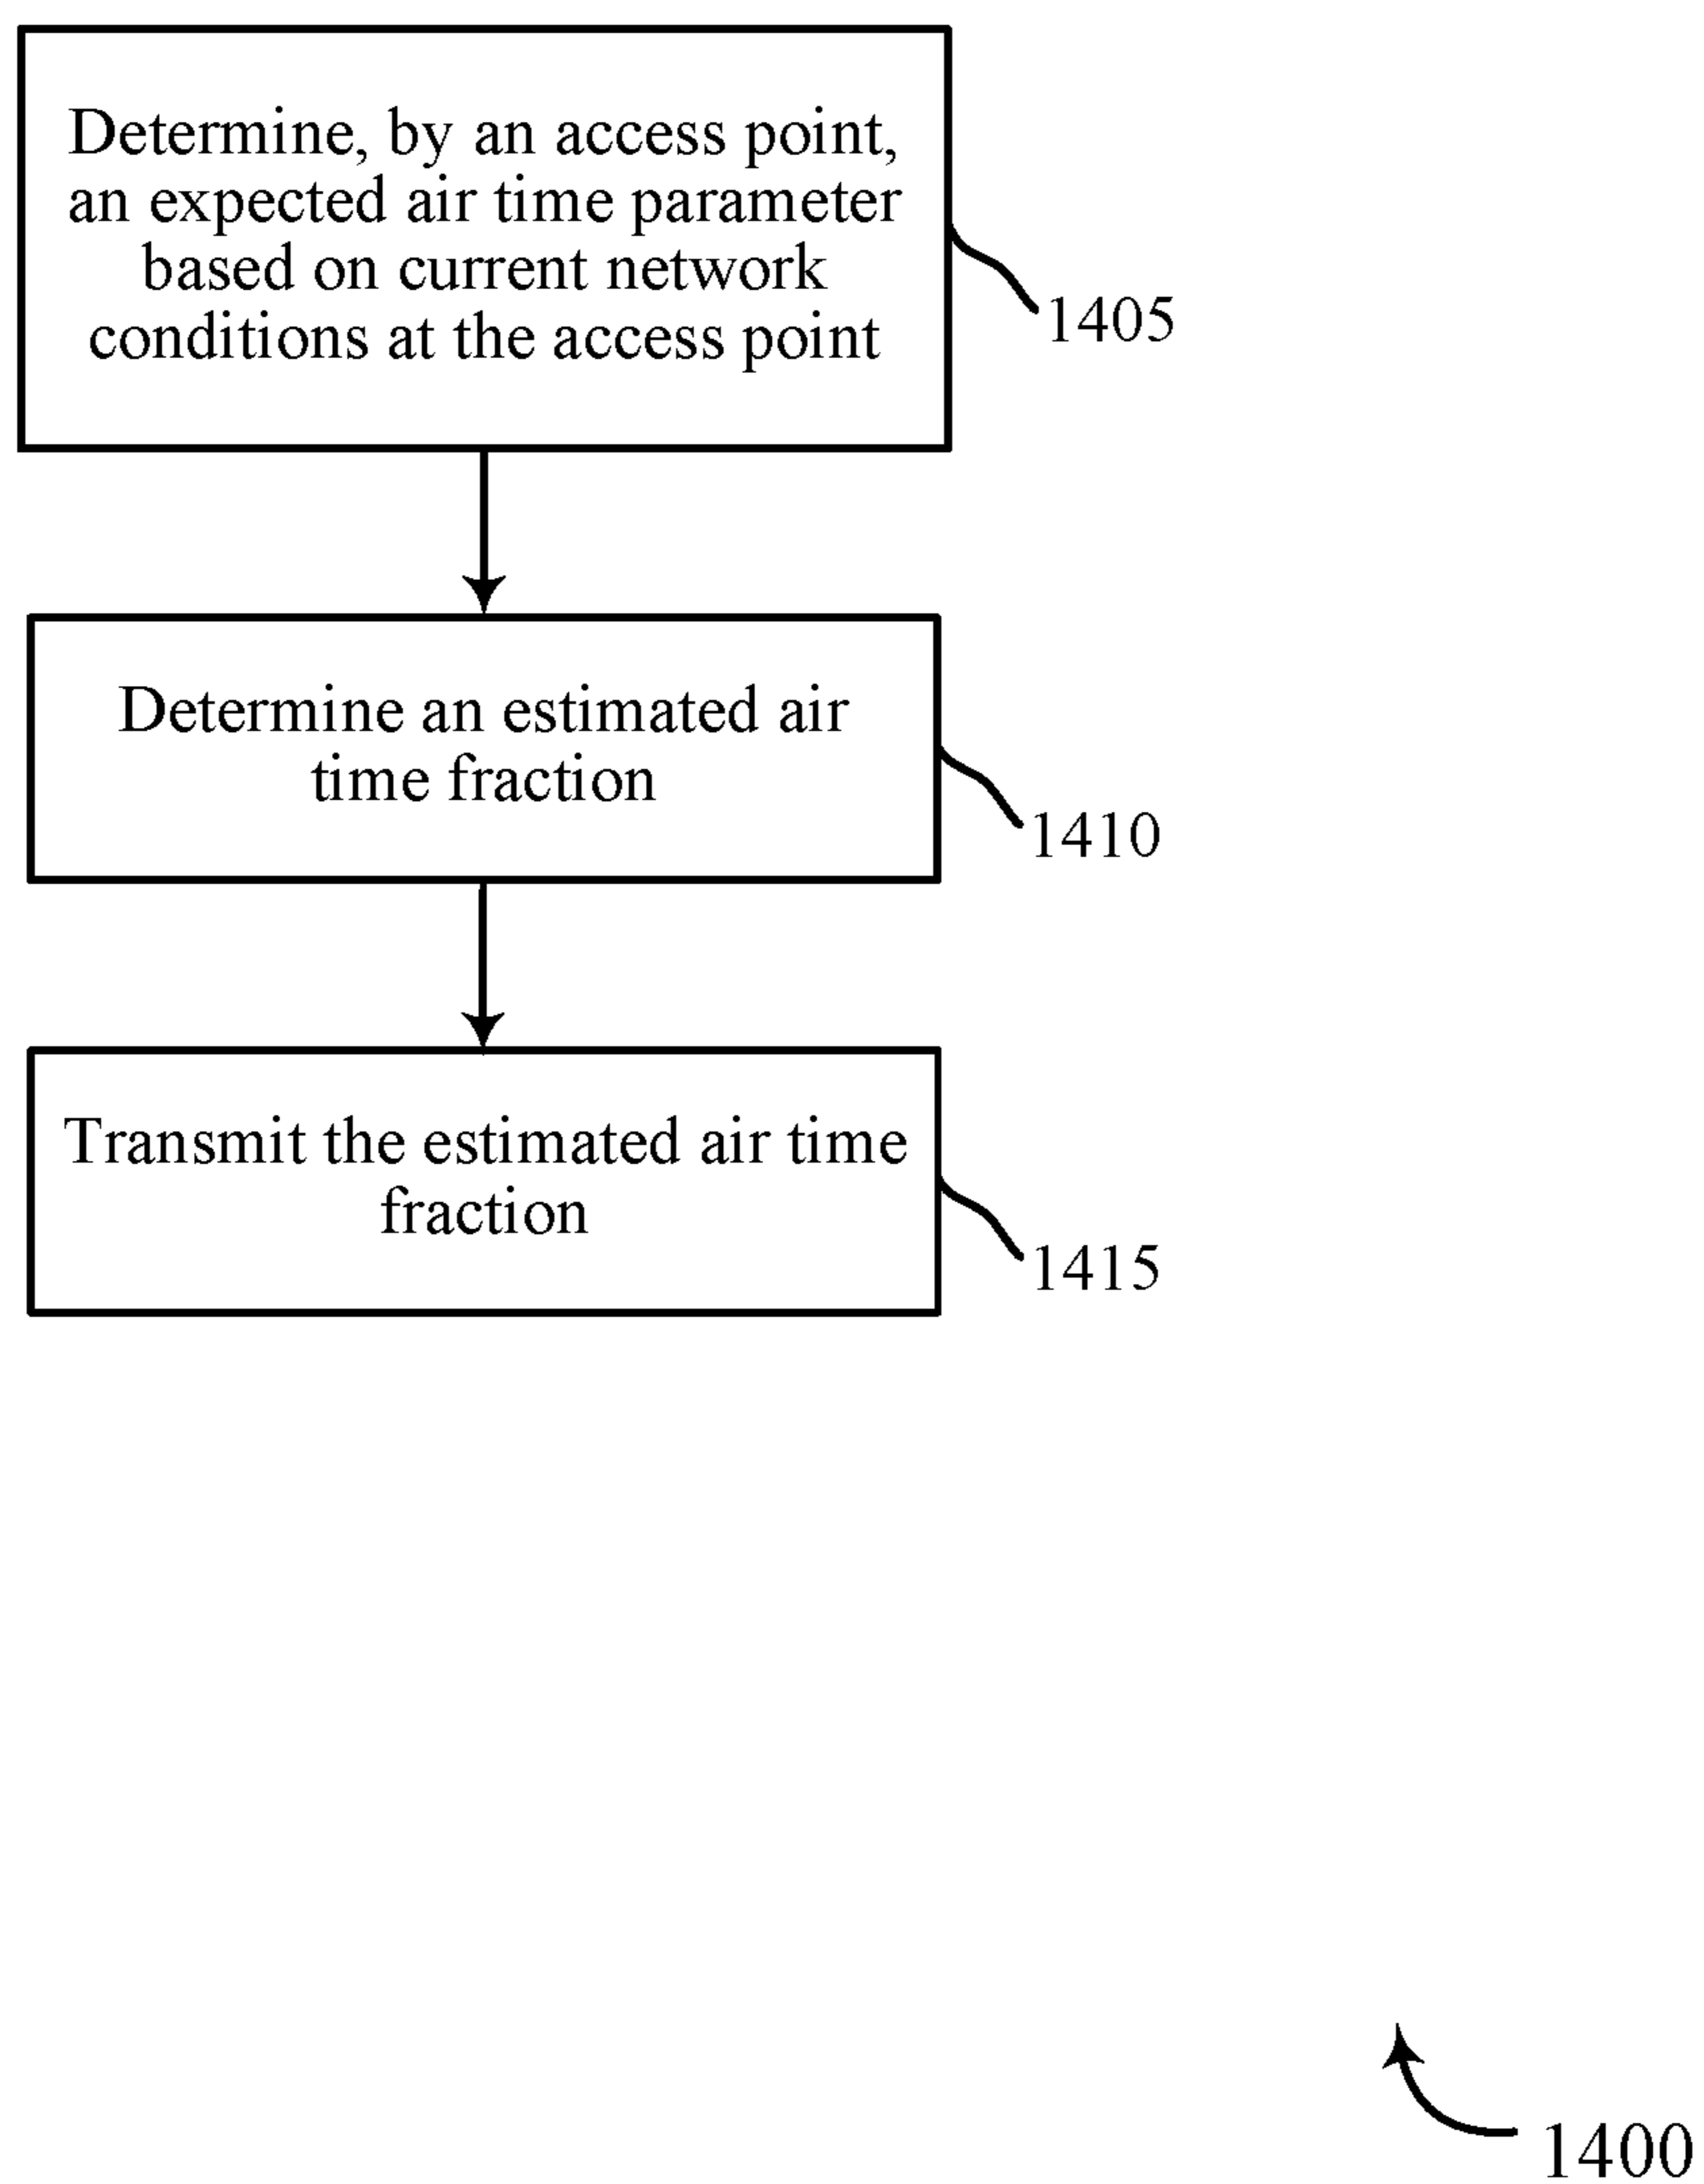 Determine, by an access point,
an expected air time parameter
based on current network
conditions at the access point
1405
Determine an estimated air
time fraction
1410
Transmit the estimated air time
fraction
1415
1400